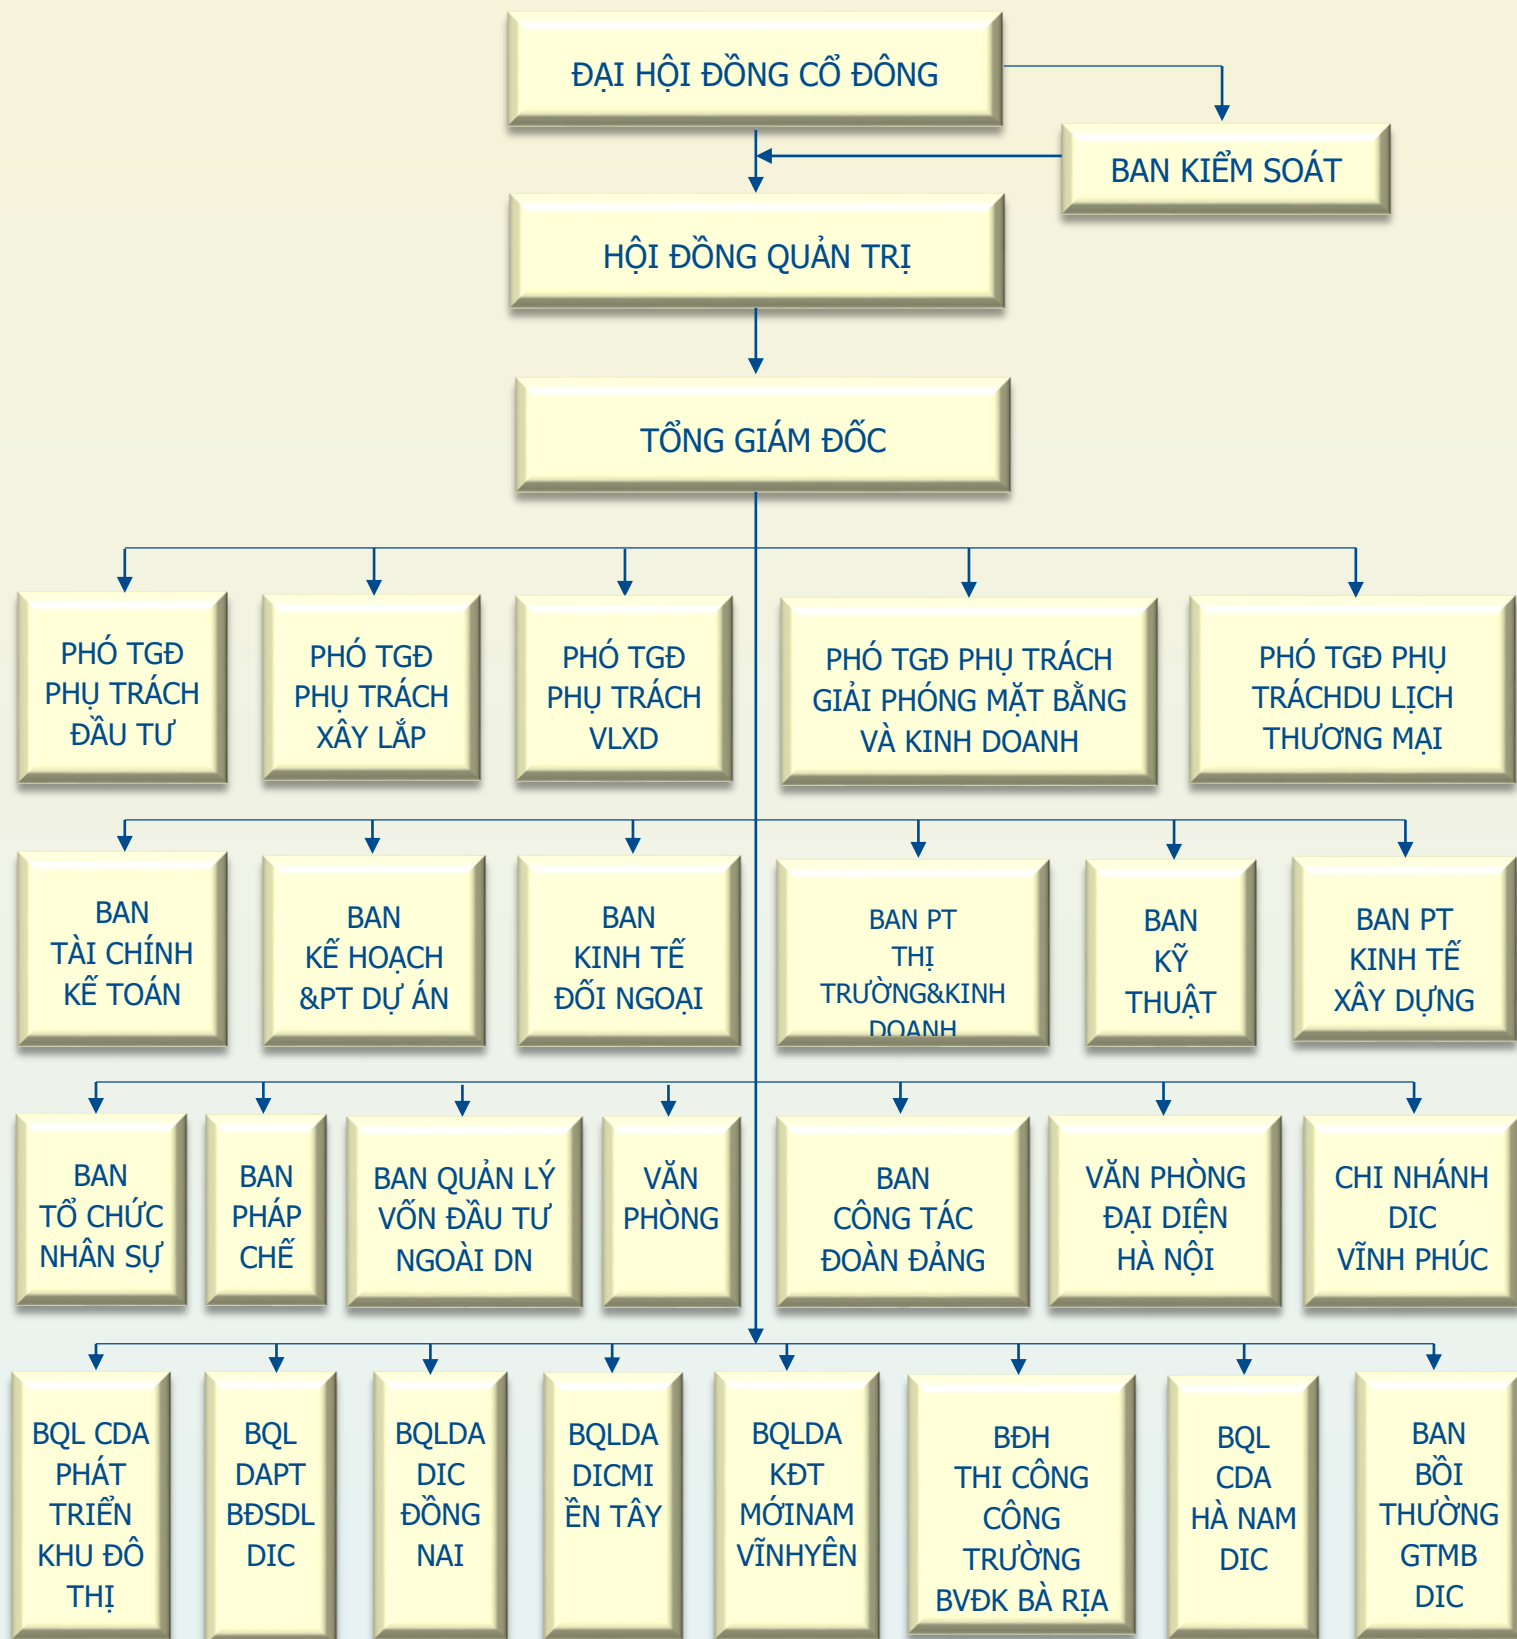 ĐẠI HỘI ĐỒNG CỔ ĐÔNG
BAN KIỂM SOÁT
HỘI ĐỒNG QUẢN TRỊ
TỔNG GIÁM ĐỐC
PHÓ TGĐ
PHỤ TRÁCH
ĐẦU TƯ
PHÓ TGĐ
PHỤ TRÁCH
XÂY LẮP
PHÓ TGĐ
PHỤ TRÁCH
VLXD
PHÓ TGĐ PHỤ TRÁCH
GIẢI PHÓNG MẶT BẰNG
VÀ KINH DOANH
PHÓ TGĐ PHỤ
TRÁCHDU LỊCH
THƯƠNG MẠI
BAN
TÀI CHÍNH
KẾ TOÁN
BAN
KẾ HOẠCH
&PT DỰ ÁN
BAN
KINH TẾ
ĐỐI NGOẠI
BAN PT
THỊ
TRƯỜNG&KINH
DOANH
BAN
KỸ
THUẬT
BAN PT
KINH TẾ
XÂY DỰNG
BAN
TỔ CHỨC
NHÂN SỰ
BAN
PHÁP
CHẾ
BAN QUẢN LÝ
VỐN ĐẦU TƯ
NGOÀI DN
VĂN
PHÒNG
BAN
CÔNG TÁC
ĐOÀN ĐẢNG
VĂN PHÒNG
ĐẠI DIỆN
HÀ NỘI
CHI NHÁNH
DIC
VĨNH PHÚC
BQL CDA
PHÁT
TRIỂN
KHU ĐÔ
THỊ
BQL
DAPT
BĐSDL
DIC
BQLDA
DIC
ĐỒNG
NAI
BQLDA
DICMI
ỀN TÂY
BQLDA
KĐT
MỚINAM
VĨNHYÊN
BĐH
THI CÔNG
CÔNG
TRƯỜNG
BVĐK BÀ RỊA
BQL
CDA
HÀ NAM
DIC
BAN
BỒI
THƯỜNG
GTMB
DIC